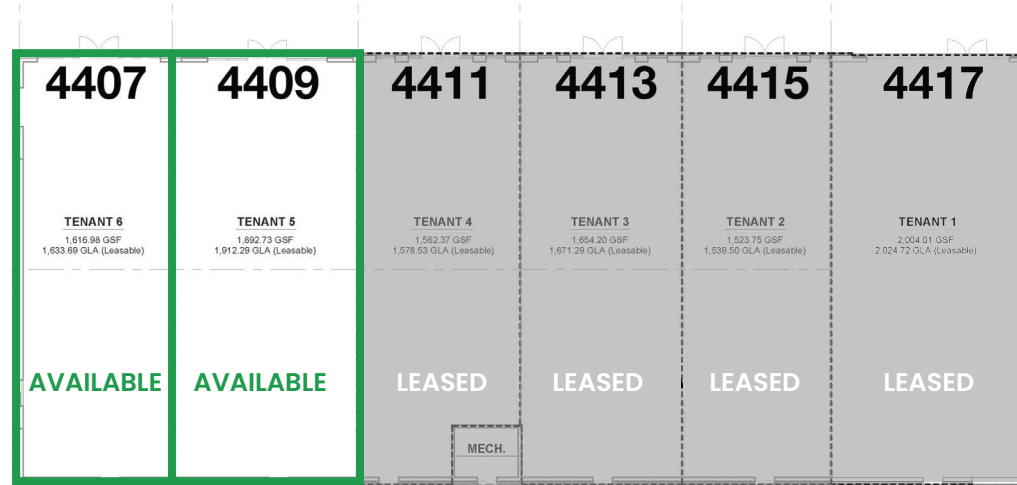 4407 4409 4411 4413 4415 4417
TENANT 6 TENANT 5 TENANT 4 TENANT 3 TENANT 2 TENANT 1
1,616.98 GSF 1,892.73 GSF 1,562.37 GSF 1,654.20 GSF 1,523.75 GSF 2,004.01 GSF
1,633.69 GLA (Leasable) 1,912.29 GLA (Leasable) 1,578.53 GLA (Leasable) 1,671.29 GLA (Leasable) 1,539.50 GLA (Leasable) 2.024 72 GLA (Leasable)
AVAILABLE AVAILABLE LEASED LEASED LEASED LEASED
MECH.